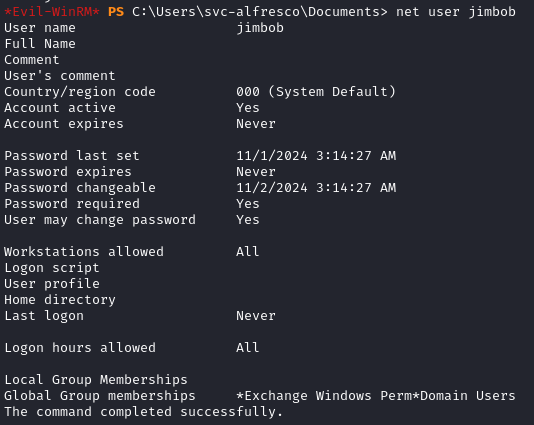 *Evil-WinRM* PS C:\Users\svc-alfresco\Documents> net user jimbob
User name                    jimbob
Full Name
Comment
User's comment
Country/region code          000 (System Default)
Account active               Yes
Account expires              Never

Password last set            11/1/2024 3:14:27 AM
Password expires             Never
Password changeable          11/2/2024 3:14:27 AM
Password required            Yes
User may change password     Yes

Workstations allowed         All
Logon script
User profile
Home directory
Last logon                   Never

Logon hours allowed          All

Local Group Memberships
Global Group memberships     *Exchange Windows Perm*Domain Users
The command completed successfully.